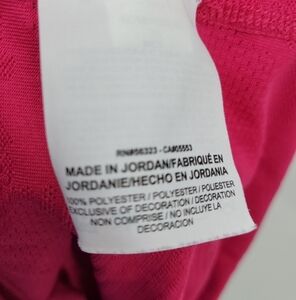 RN#56323 - CA#05553
MADE IN JORDAN/FABRIQUÉ EN
JORDANIE/HECHO EN JORDANIA
100% POLYESTER / POLYESTER / POLIESTER
EXCLUSIVE OF DECORATION / DECORATION
NON COMPRISE / NO INCLUYE LA
DECORACION